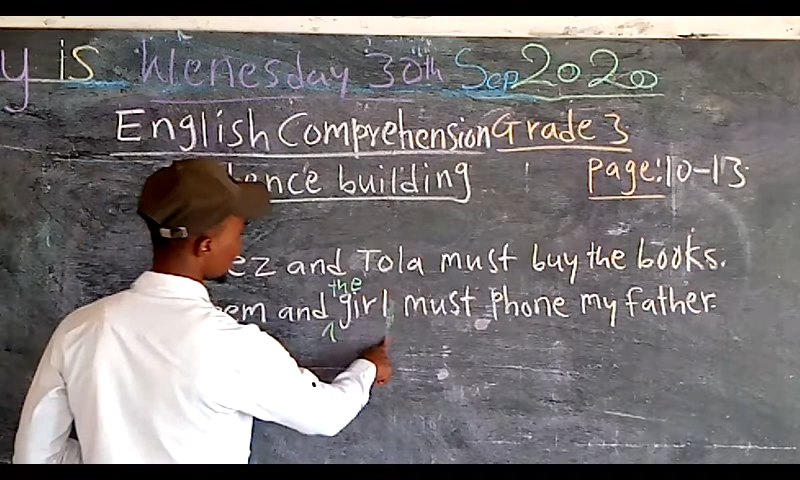 y is Wenesday 30th Sep 2020
English Comprehension Grade 3
ence building page: 10-13
ez and Tola must buy the books.
em and the girl must phone my father.